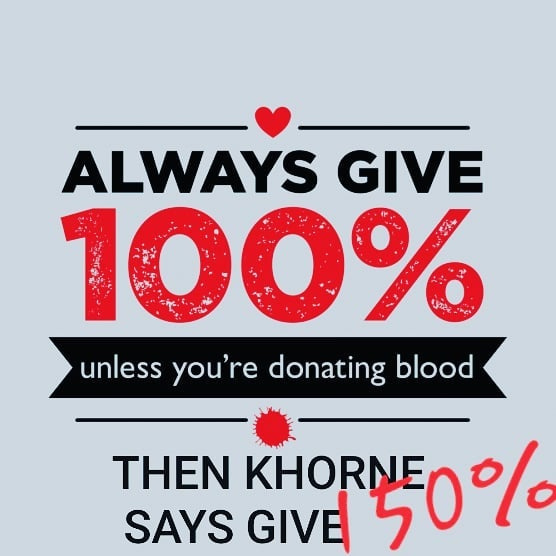 ALWAYS GIVE
100%
unless you're donating blood
THEN KHORNE
SAYS GIVE 150%